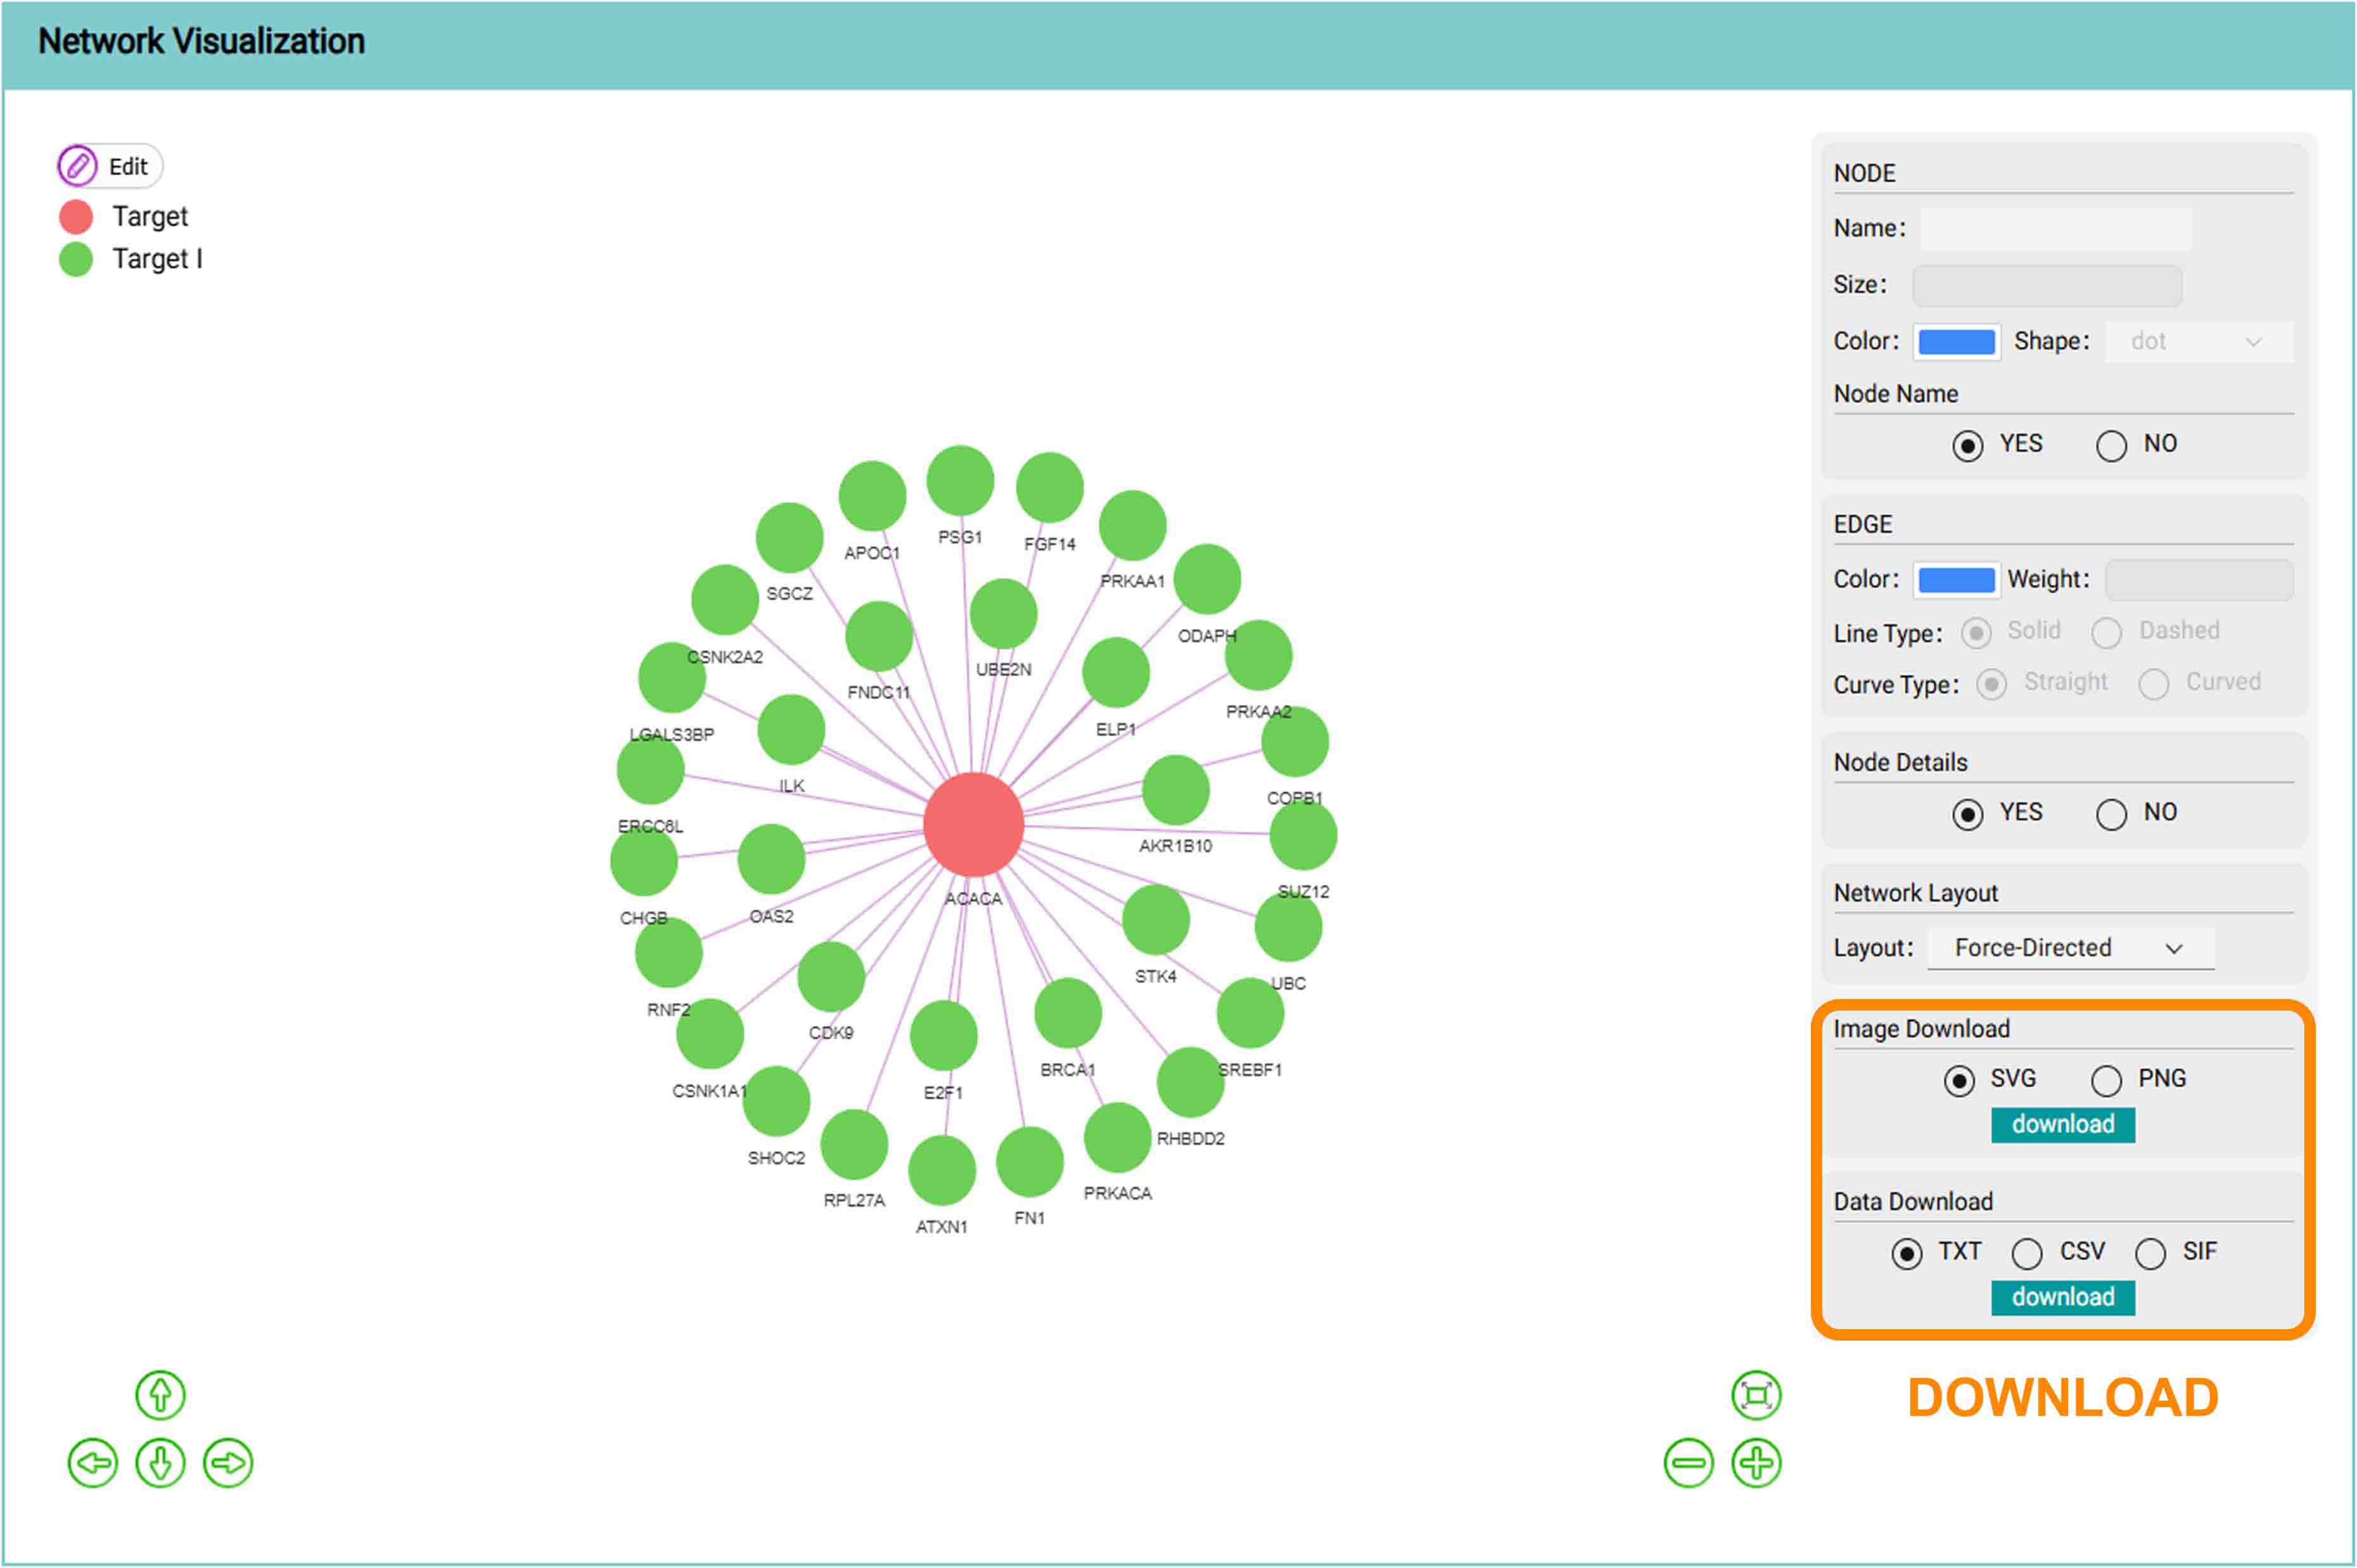 Network Visualization
Edit
Target
Target I
PSG1
FGF14
APOC1
PRKAA1
SGCZ
ODAPH
CSNK2A2
UBE2N
FNDC11
PRKAA2
ELP1
LGALS3BP
ILK
COPB1
ERCC6L
AKR1B10
SUZ12
ACACA
CHGB
OAS2
STK4
UBC
RNF2
CDK9
BRCA1
SREBF1
CSNK1A1
E2F1
RHBDD2
SHOC2
PRKACA
RPL27A
FN1
ATXN1
NODE
Name:
Size:
Color: Shape: dot
Node Name
YES NO
EDGE
Color: Weight:
Line Type: Solid Dashed
Curve Type: Straight Curved
Node Details
YES NO
Network Layout
Layout: Force-Directed
Image Download
SVG PNG
download
Data Download
TXT CSV SIF
download
DOWNLOAD